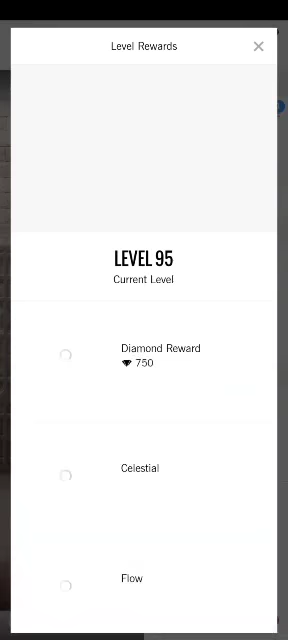 Level Rewards
LEVEL 95
Current Level
Diamond Reward
750
Celestial
Flow